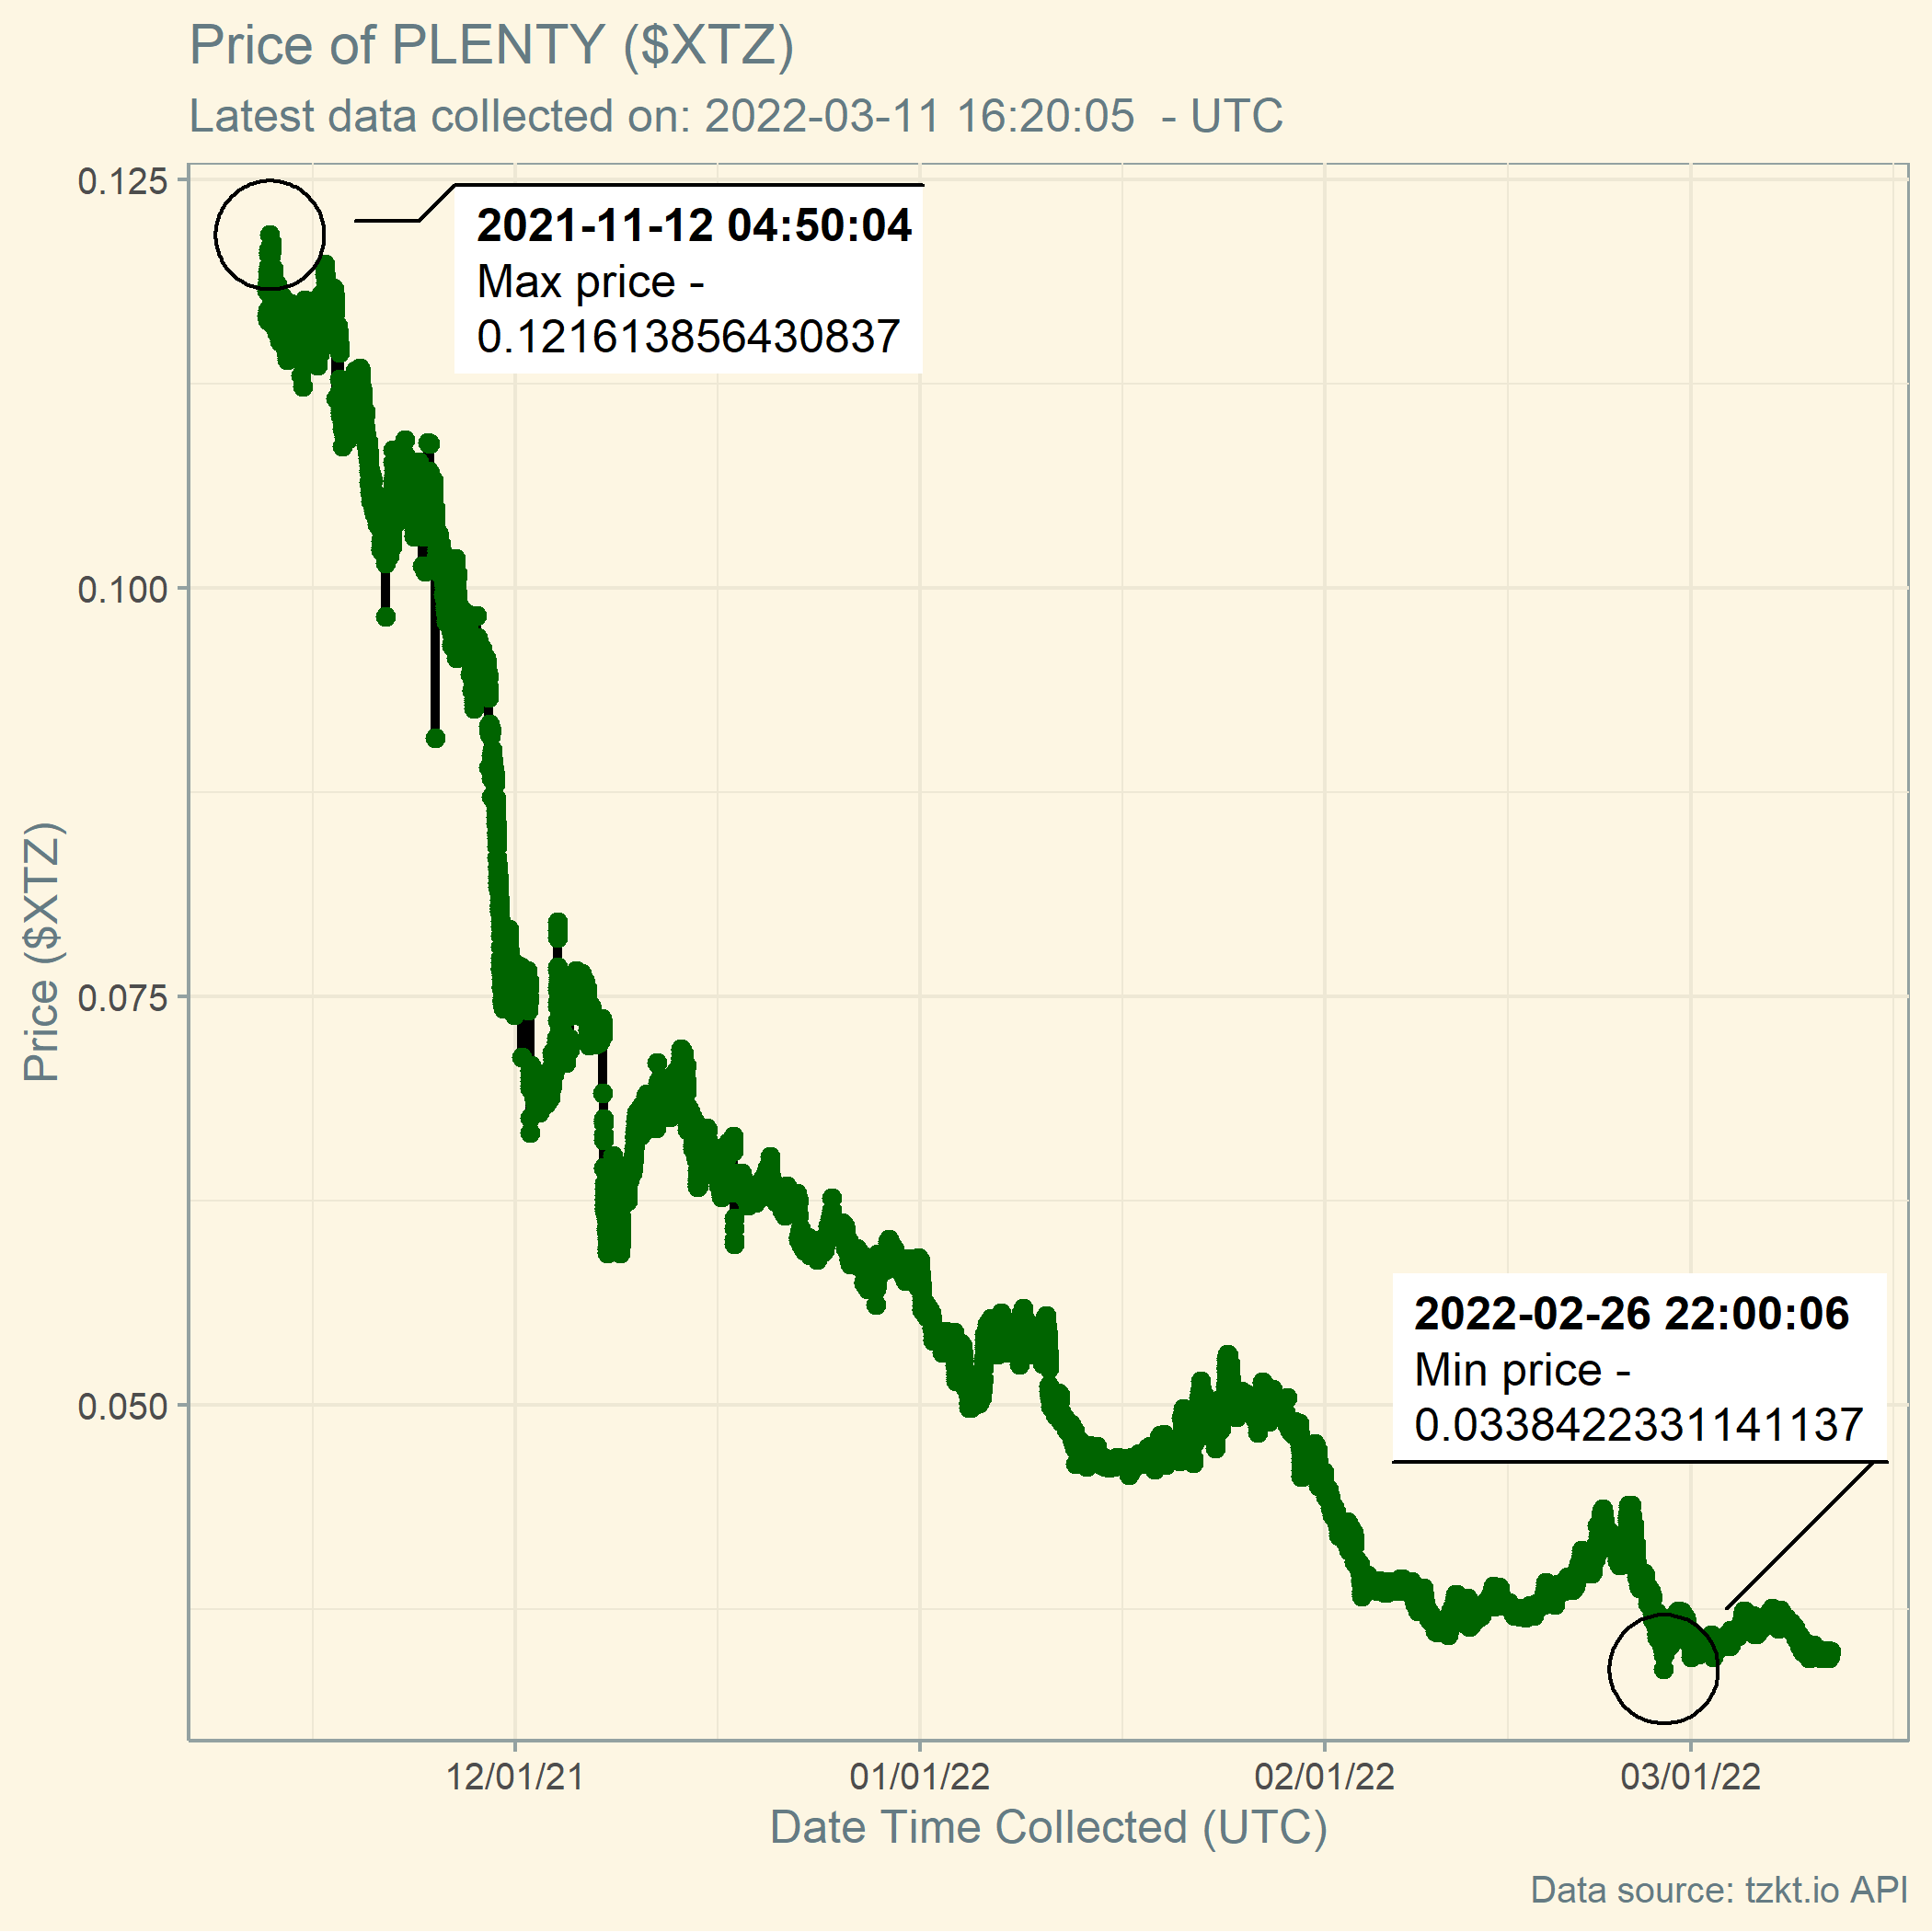 Price of PLENTY ($XTZ)
Latest data collected on: 2022-03-11 16:20:05  - UTC
0.125
0.100
0.075
0.050
Price ($XTZ)
2021-11-12 04:50:04
Max price -
0.121613856430837
2022-02-26 22:00:06
Min price -
0.0338422331141137
12/01/21
01/01/22
02/01/22
03/01/22
Date Time Collected (UTC)
Data source: tzkt.io API